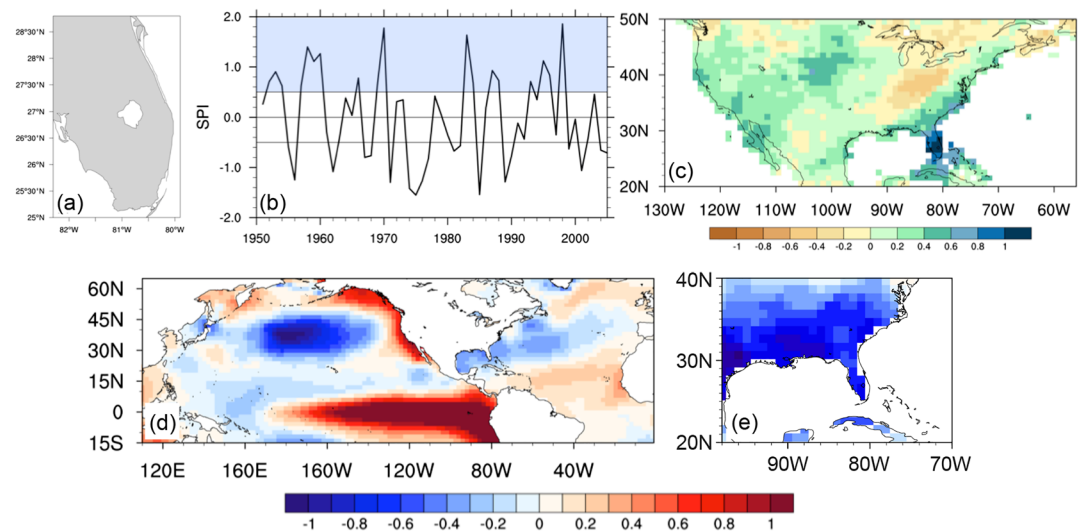 28°30'N
28°N
27°30'N
27°N
26°30'N
26°N
25°30'N
25°N
(a)
82°W
81°W
80°W
2.0
1.0
0.0
-1.0
-2.0
SPI
(b)
1950
1960
1970
1980
1990
2000
50N
40N
30N
20N
(c)
130W
120W
110W
100W
90W
80W
70W
60W
-1
-0.8
-0.6
-0.4
-0.2
0
0.2
0.4
0.6
0.8
1
60N
45N
30N
15N
0
15S
(d)
120E
160E
160W
120W
80W
40W
40N
30N
20N
(e)
90W
80W
70W
-1
-0.8
-0.6
-0.4
-0.2
0
0.2
0.4
0.6
0.8
1